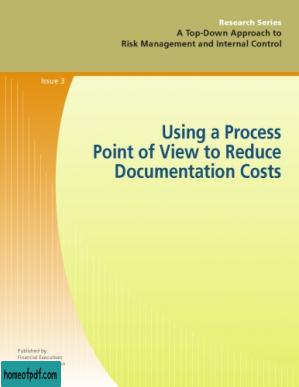 Research Series
A Top-Down Approach to
Risk Management and Internal Control
Issue 3
Using a Process
Point of View to Reduce
Documentation Costs
Published by
Financial Executives
homeofpdf.com